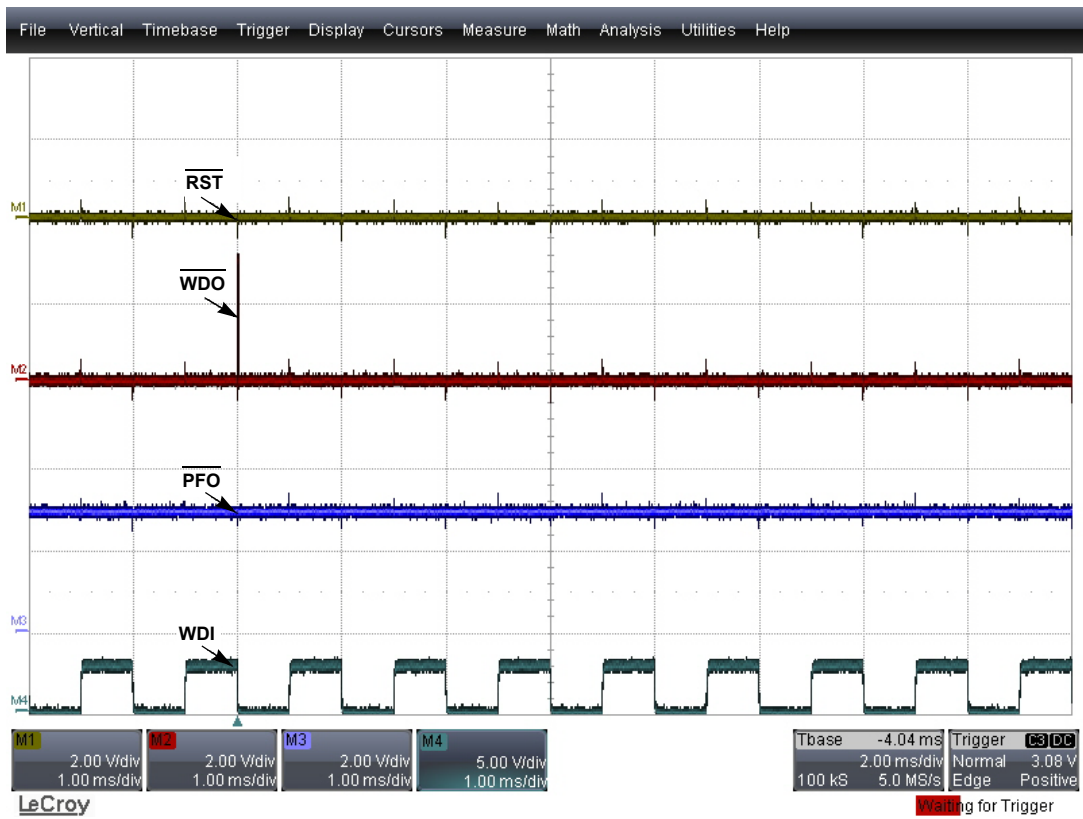 File Vertical Timebase Trigger Display Cursors Measure Math Analysis Utilities Help
RST
M1
WDO
M2
PFO
M3
WDI
M4
M1
2.00 V/div
1.00 ms/div
M2
2.00 V/div
1.00 ms/div
M3
2.00 V/div
1.00 ms/div
M4
5.00 V/div
1.00 ms/div
Tbase -4.04 ms
2.00 ms/div
100 kS 5.0 MS/s
Trigger C3 DC
Normal 3.08 V
Edge Positive
LeCroy
Waiting for Trigger